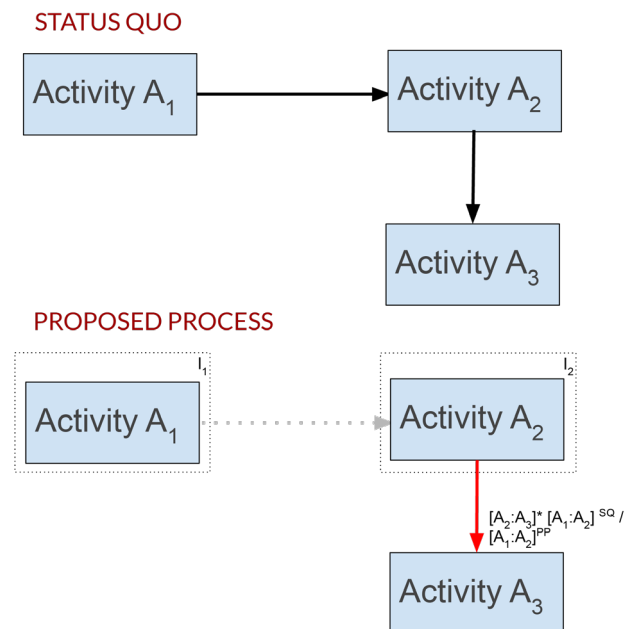 STATUS QUO
Activity A₁
Activity A₂
Activity A₃
PROPOSED PROCESS
I₁
I₂
Activity A₁
Activity A₂
[A₂:A₃]* [A₁:A₂] ^SQ /
[A₁:A₂]^PP
Activity A₃